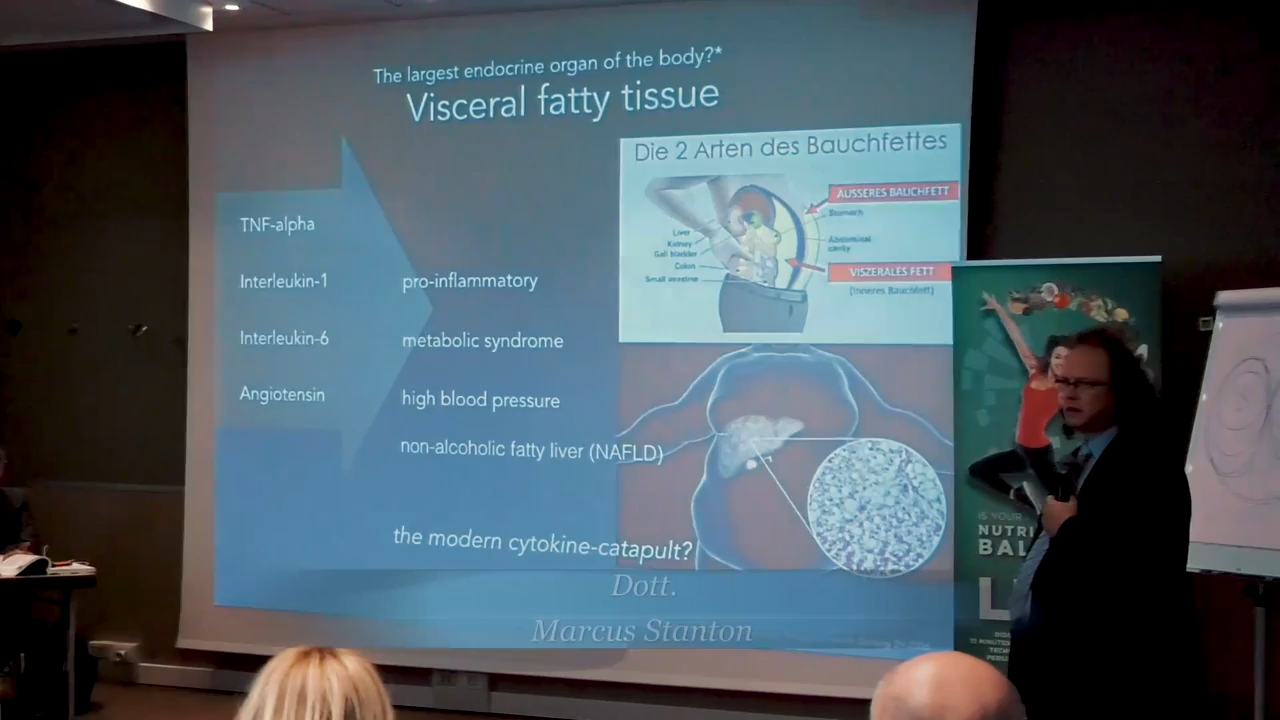 The largest endocrine organ of the body?*
Visceral fatty tissue
TNF-alpha
Interleukin-1
Interleukin-6
Angiotensin
pro-inflammatory
metabolic syndrome
high blood pressure
non-alcoholic fatty liver (NAFLD)
the modern cytokine-catapult?
Die 2 Arten des Bauchfettes
ÄUSSERES BAUCHFETT
Stomach
Liver
Kidney
Gall bladder
Colon
Small intestine
Abdominal
cavity
VISZERALES FETT
(Inneres Bauchfett)
Dott.
Marcus Stanton
IS YOUR
NUTRI
BAL